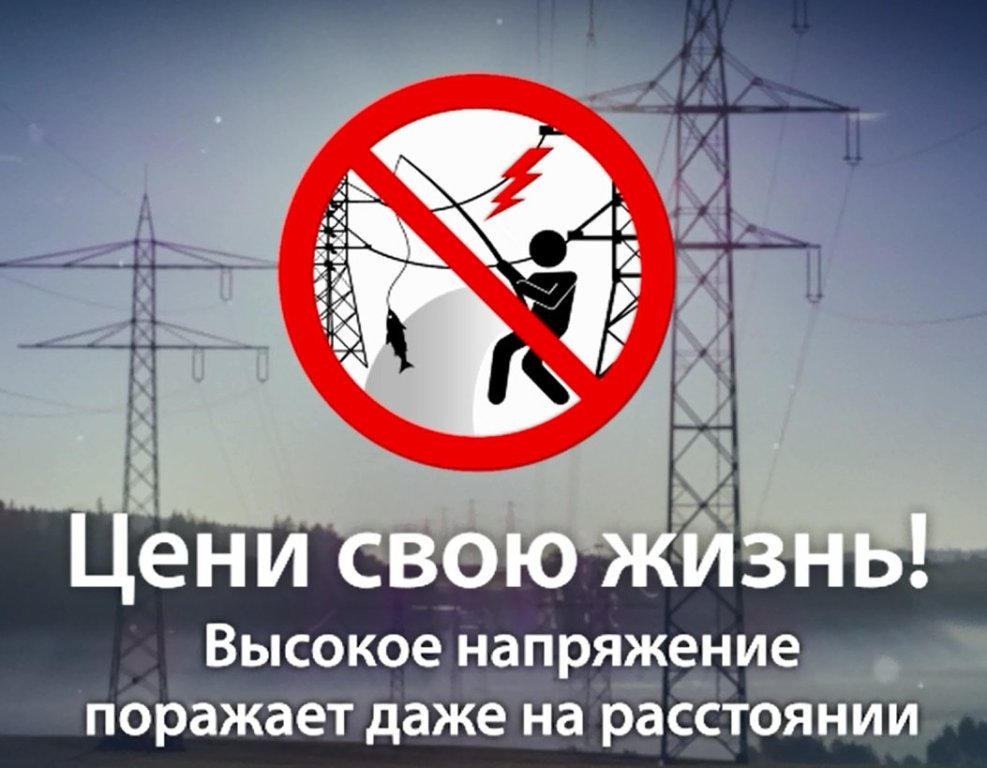 Цени свою жизнь!
Высокое напряжение
поражает даже на расстоянии